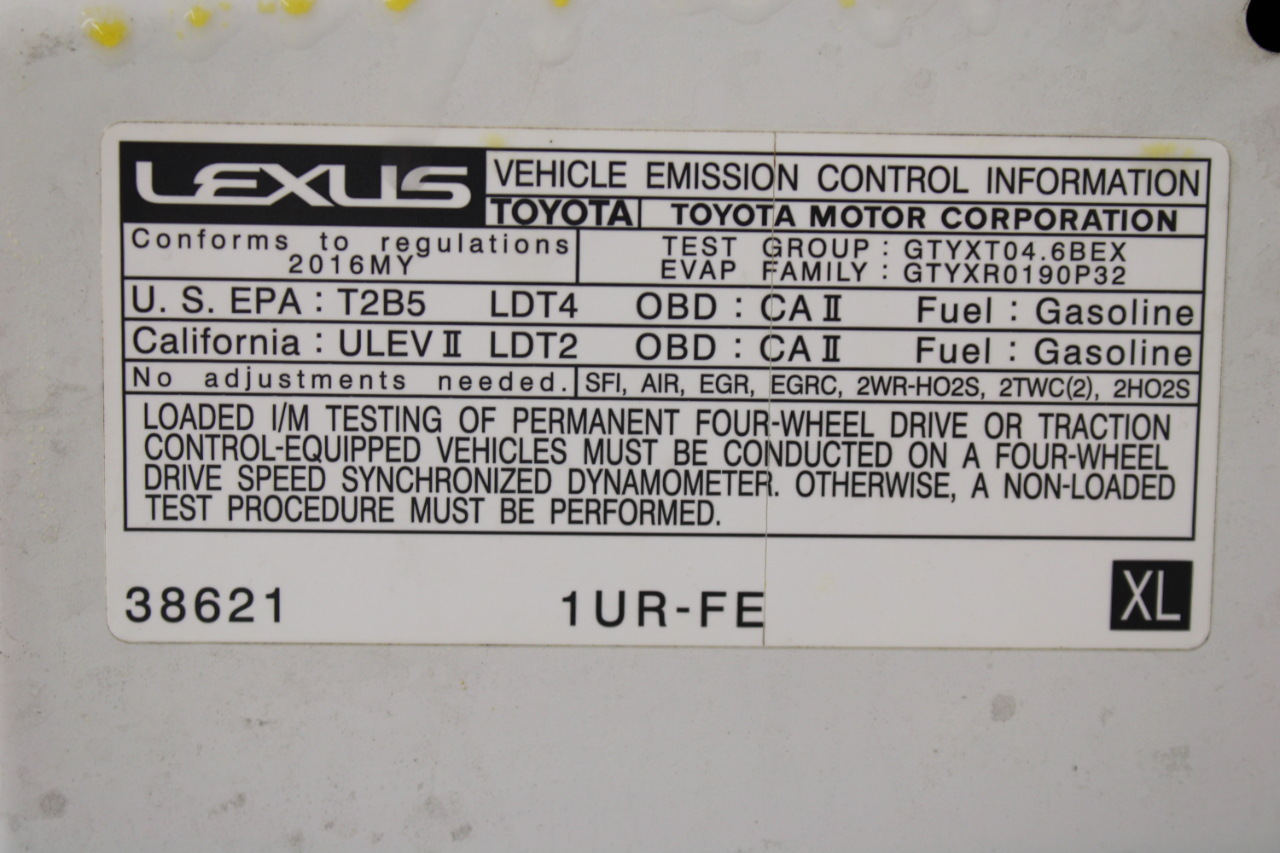 LEXUS VEHICLE EMISSION CONTROL INFORMATION
TOYOTA TOYOTA MOTOR CORPORATION
Conforms to regulations
2016MY
TEST GROUP : GTYXT04.6BEX
EVAP FAMILY : GTYXR0190P32
U. S. EPA : T2B5 LDT4 OBD : CA II Fuel : Gasoline
California : ULEV II LDT2 OBD : CA II Fuel : Gasoline
No adjustments needed. SFI, AIR, EGR, EGRC, 2WR-HO2S, 2TWC(2), 2HO2S
LOADED I/M TESTING OF PERMANENT FOUR-WHEEL DRIVE OR TRACTION
CONTROL-EQUIPPED VEHICLES MUST BE CONDUCTED ON A FOUR-WHEEL
DRIVE SPEED SYNCHRONIZED DYNAMOMETER. OTHERWISE, A NON-LOADED
TEST PROCEDURE MUST BE PERFORMED.
38621 1UR-FE XL